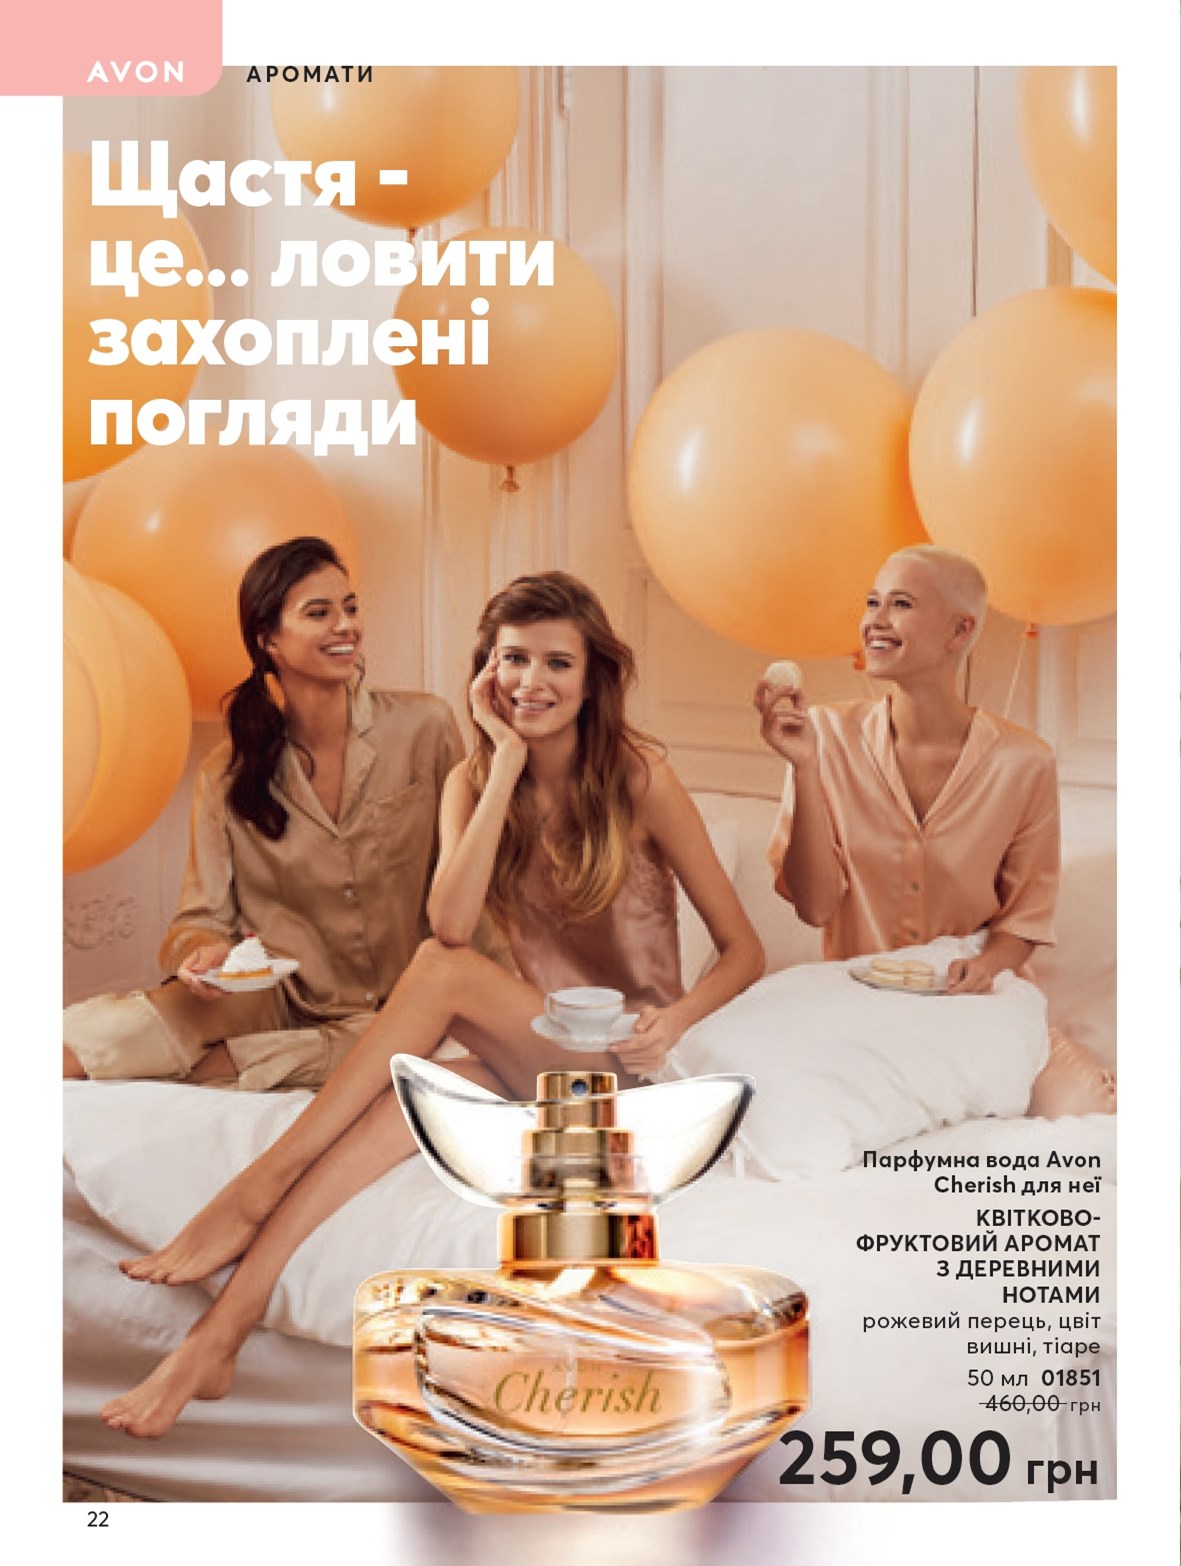 AVON
АРОМАТИ
Щастя -
це... ловити
захоплені
погляди
Парфумна вода Avon
Cherish для неї
КВІТКОВО-
ФРУКТОВИЙ АРОМАТ
З ДЕРЕВНИМИ
НОТАМИ
рожевий перець, цвіт
вишні, тіаре
50 мл 01851
460,00 грн
259,00 грн
AVON
Cherish
22